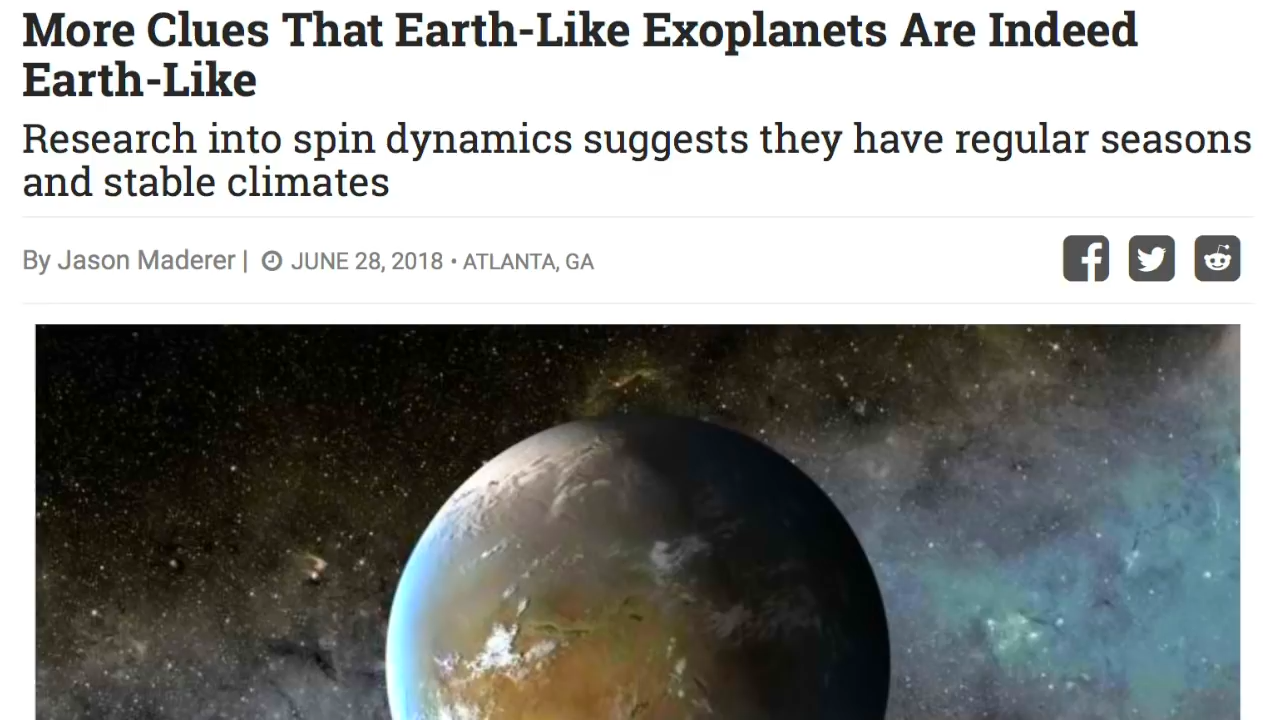 More Clues That Earth-Like Exoplanets Are Indeed
Earth-Like
Research into spin dynamics suggests they have regular seasons
and stable climates
By Jason Maderer | JUNE 28, 2018 • ATLANTA, GA